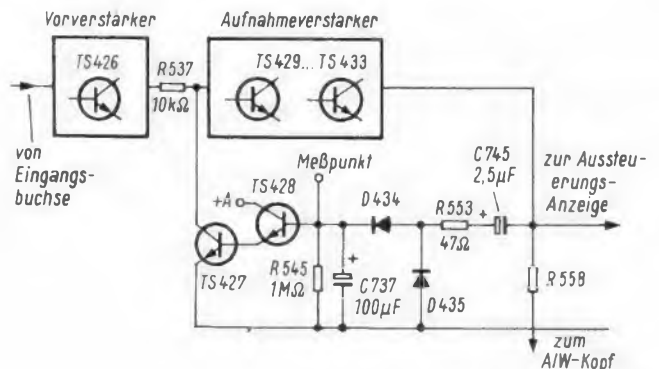 Vorverstärker
Aufnahmeverstärker
TS426
R537
10kΩ
TS429...TS433
von
Eingangs-
buchse
Meßpunkt
C745
2,5µF
zur Aussteu-
erungs-
Anzeige
TS428
+A
D434
R553
+
47Ω
TS427
R545
1MΩ
+
C737
100µF
D435
R558
zum
A/W-Kopf